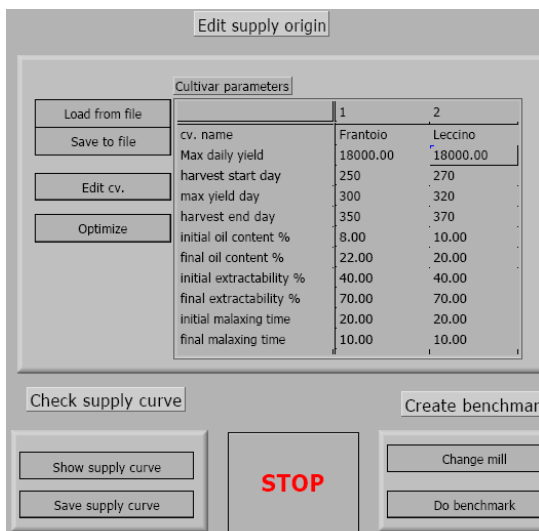 Edit supply origin
Cultivar parameters
Load from file
Save to file
Edit cv.
Optimize
1 2
cv. name Frantoio Leccino
Max daily yield 18000.00 18000.00
harvest start day 250 270
max yield day 300 320
harvest end day 350 370
initial oil content % 8.00 10.00
final oil content % 22.00 20.00
initial extractability % 40.00 40.00
final extractability % 70.00 70.00
initial malaxing time 20.00 20.00
final malaxing time 10.00 10.00
Check supply curve
Show supply curve
Save supply curve
STOP
Create benchmar
Change mill
Do benchmark